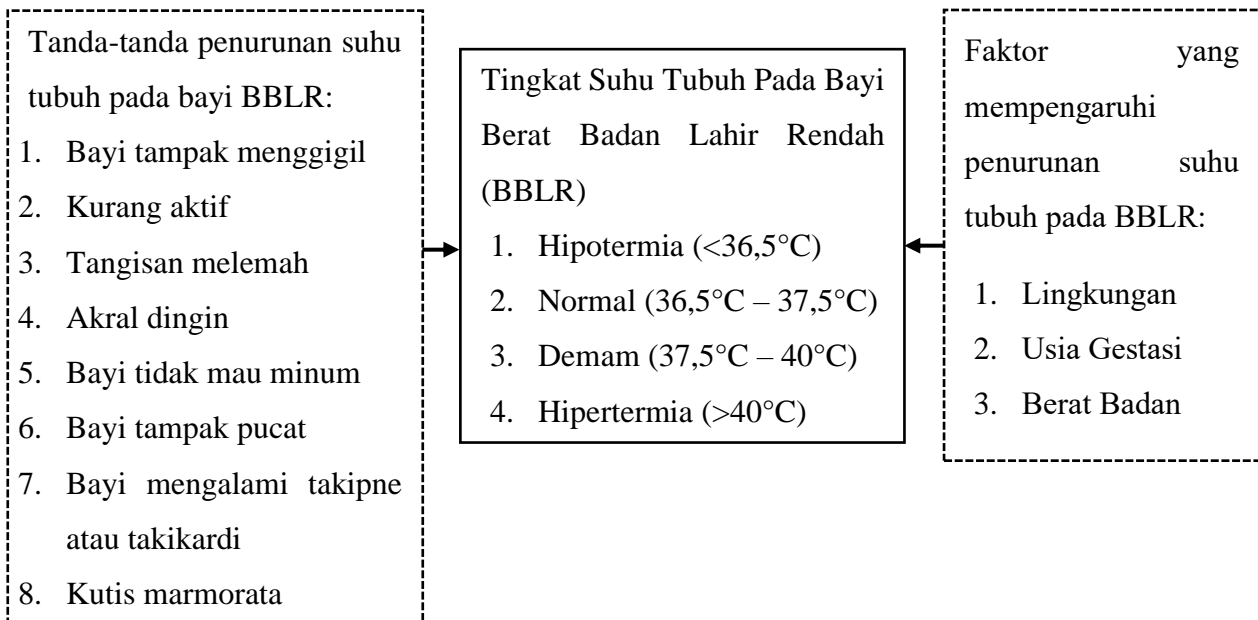 Tanda-tanda penurunan suhu
tubuh pada bayi BBLR:
1. Bayi tampak menggigil
2. Kurang aktif
3. Tangisan melemah
4. Akral dingin
5. Bayi tidak mau minum
6. Bayi tampak pucat
7. Bayi mengalami takipne
atau takikardi
8. Kutis marmorata
Tingkat Suhu Tubuh Pada Bayi
Berat Badan Lahir Rendah
(BBLR)
1. Hipotermia (<36,5°C)
2. Normal (36,5°C – 37,5°C)
3. Demam (37,5°C – 40°C)
4. Hipertermia (>40°C)
Faktor yang
mempengaruhi
penurunan suhu
tubuh pada BBLR:
1. Lingkungan
2. Usia Gestasi
3. Berat Badan